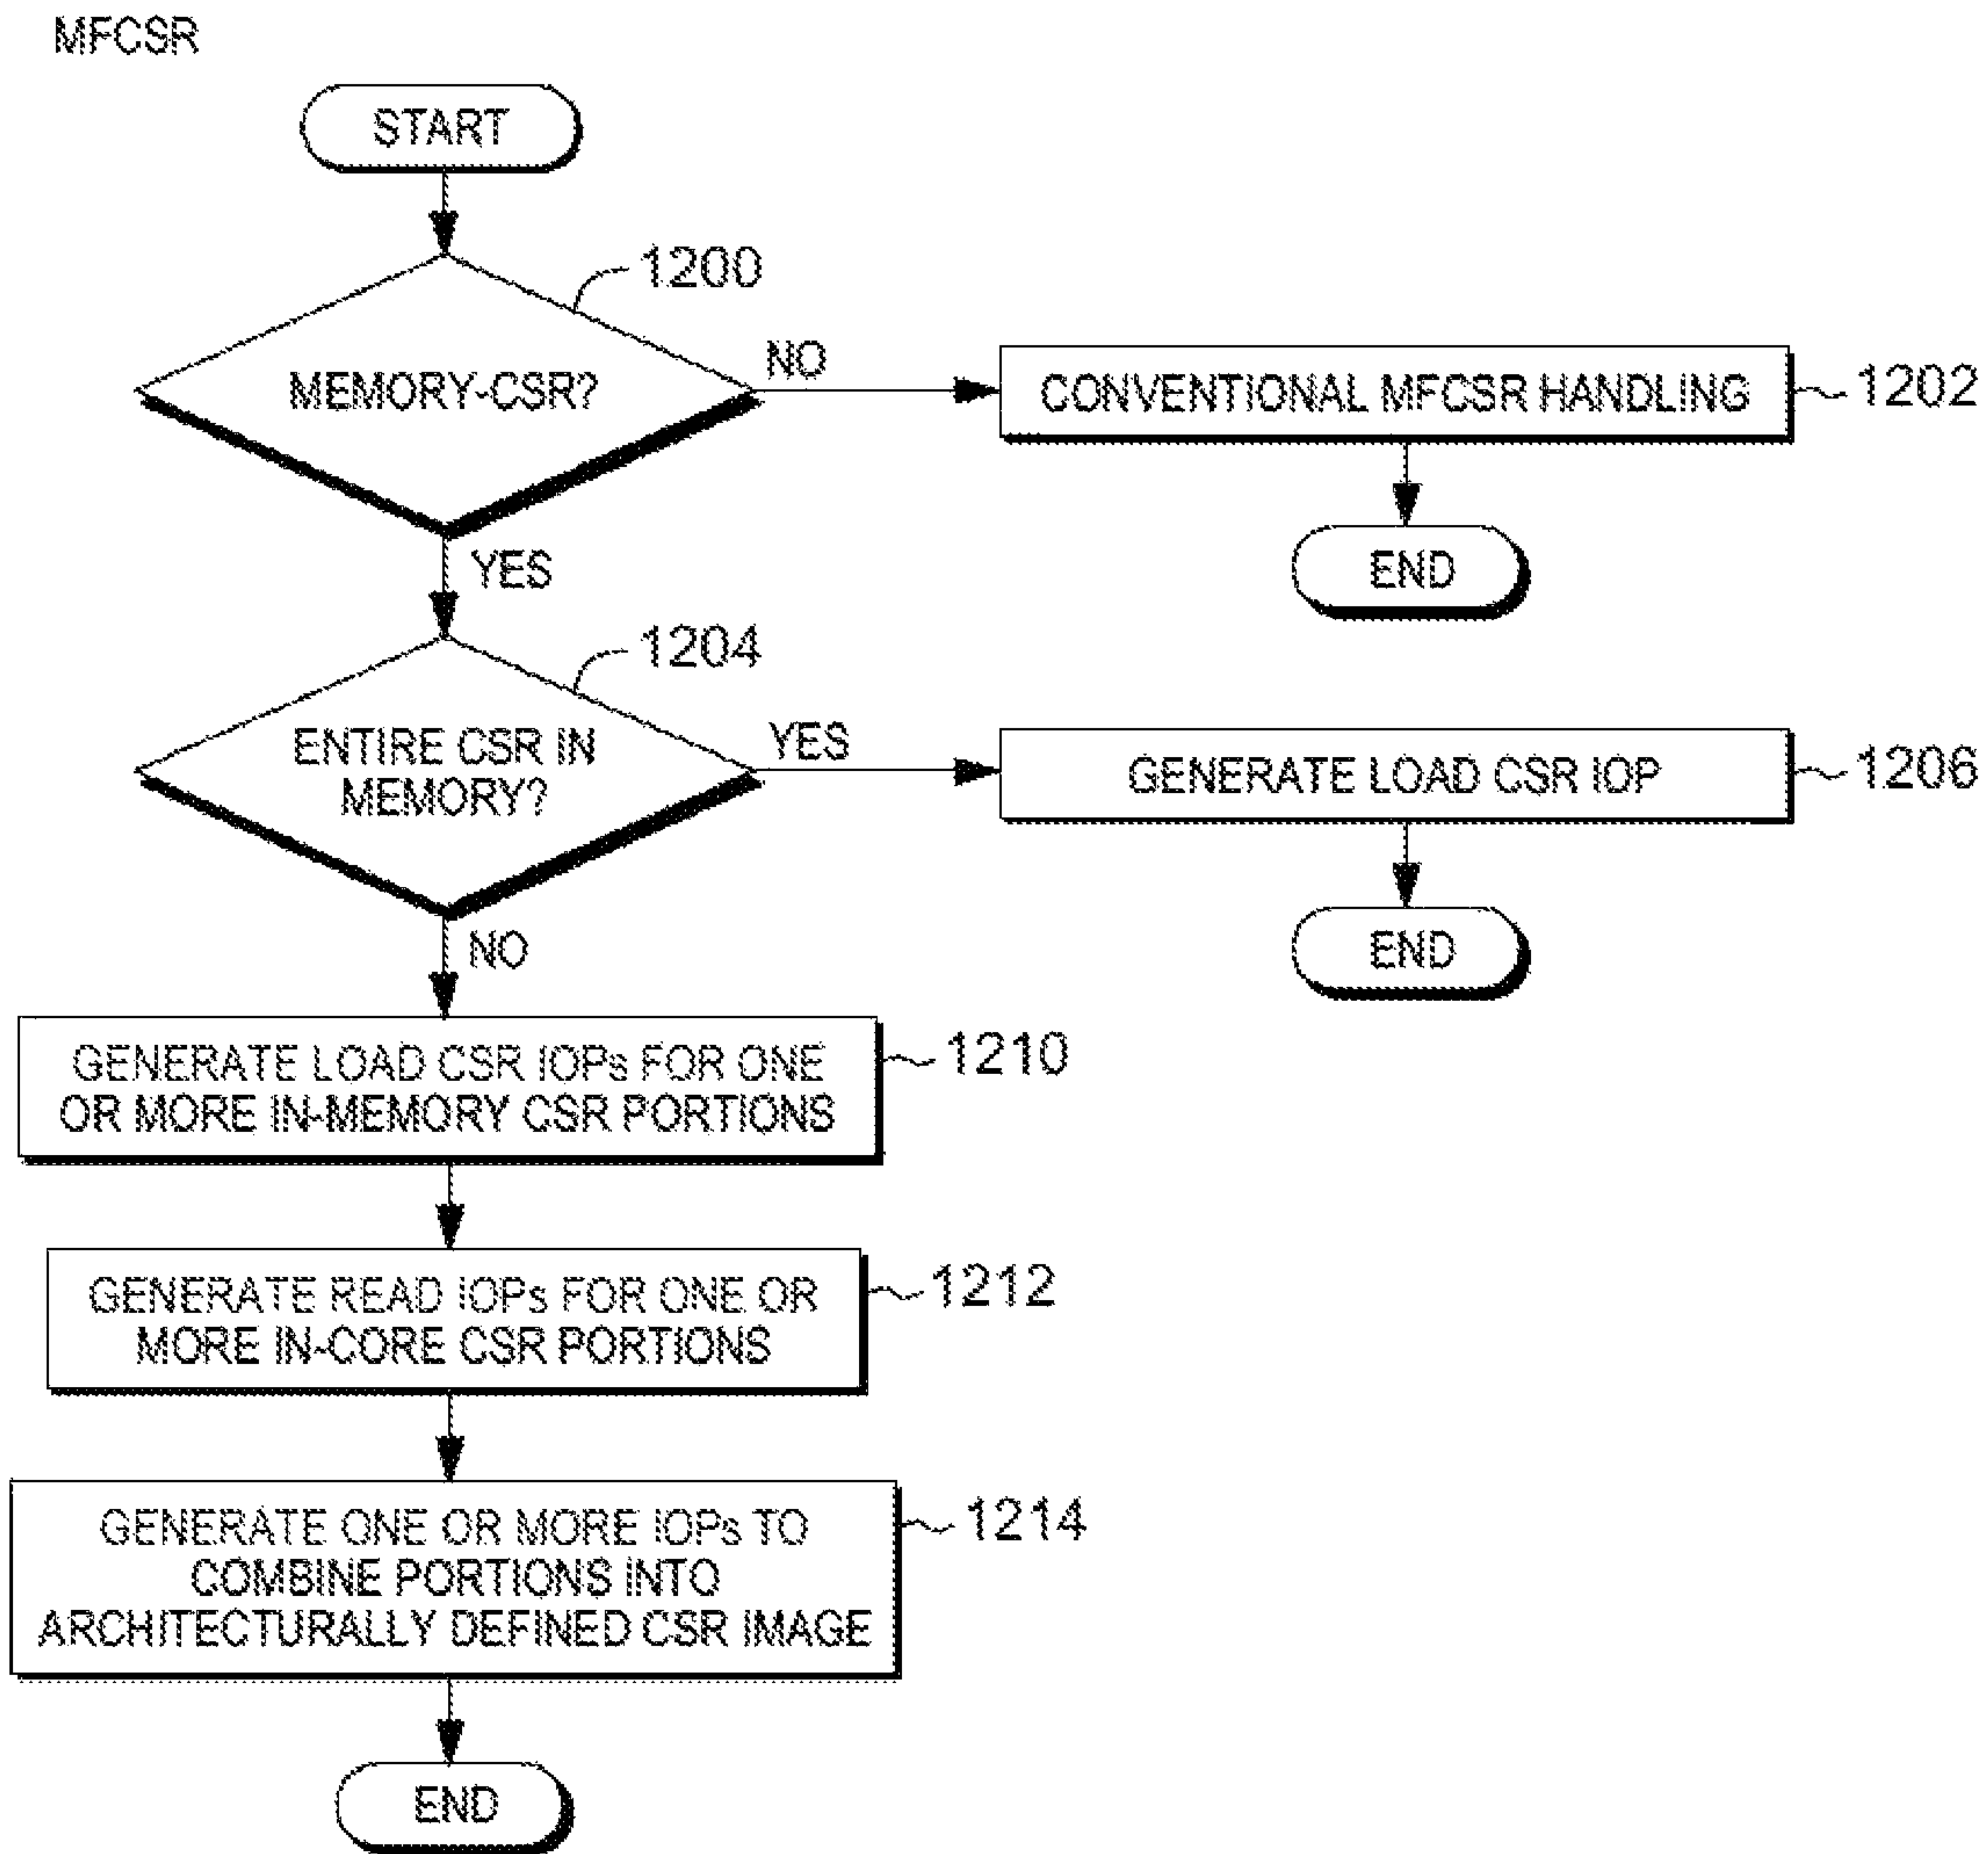 MFCSR
START
1200
MEMORY-CSR?
NO
CONVENTIONAL MFCSR HANDLING
1202
END
YES
1204
ENTIRE CSR IN
MEMORY?
YES
GENERATE LOAD CSR IOP
1206
END
NO
GENERATE LOAD CSR IOPs FOR ONE
OR MORE IN-MEMORY CSR PORTIONS
1210
GENERATE READ IOPs FOR ONE OR
MORE IN-CORE CSR PORTIONS
1212
GENERATE ONE OR MORE IOPs TO
COMBINE PORTIONS INTO
ARCHITECTURALLY DEFINED CSR IMAGE
1214
END